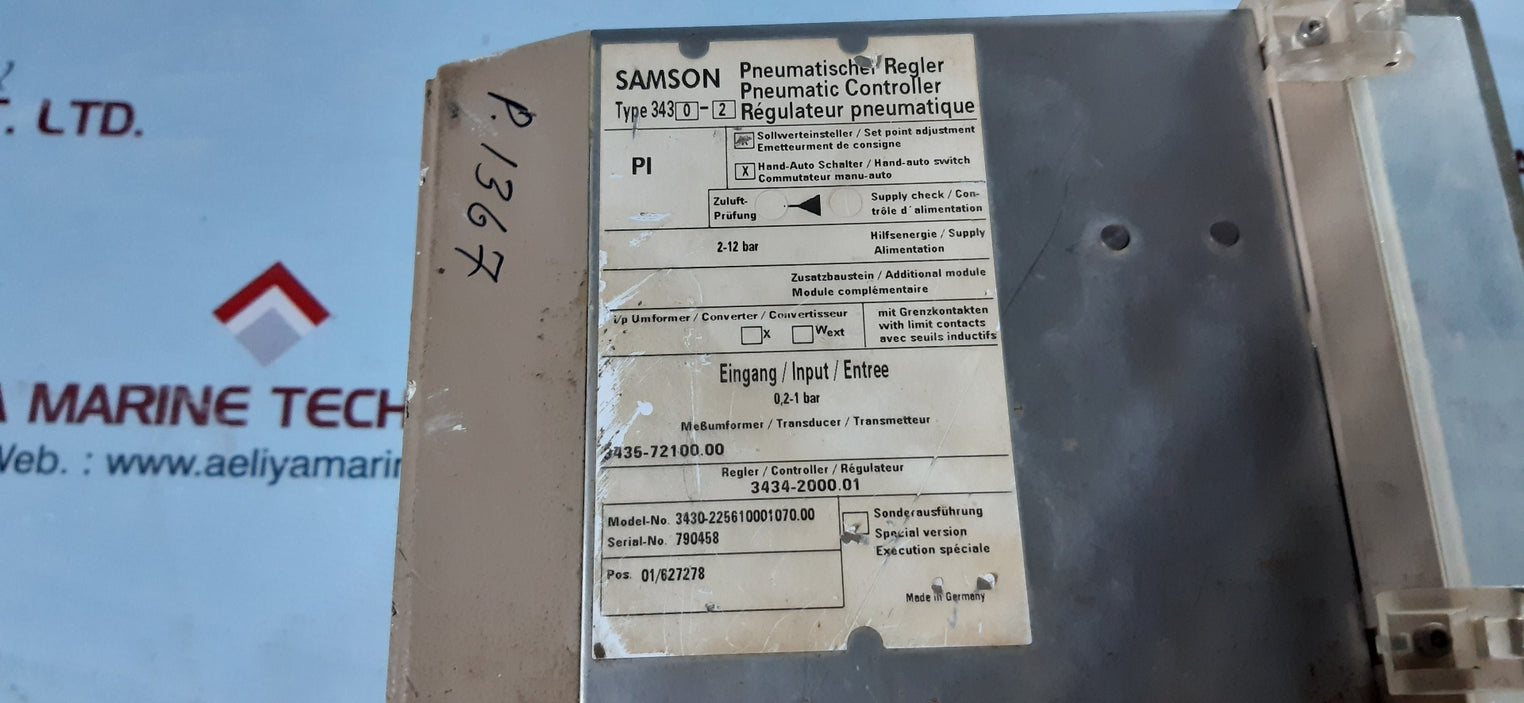 T. LTD.
A MARINE TECH
Web. : www.aeliyamarin
P. 1367
SAMSON
Type 3430-2
Pneumatischer Regler
Pneumatic Controller
Régulateur pneumatique
PI
Sollwerteinsteller / Set point adjustment
Emetteurment de consigne
X Hand-Auto Schalter / Hand-auto switch
Commutateur manu-auto
Zuluft-
Prüfung
Supply check / Con-
trôle d'alimentation
2-12 bar
Hilfsenergie / Supply
Alimentation
Zusatzbaustein / Additional module
Module complémentaire
i/p Umformer / Converter / Convertisseur
X Wext
mit Grenzkontakten
with limit contacts
avec seuils inductifs
Eingang / Input / Entree
0,2-1 bar
Meßumformer / Transducer / Transmetteur
3435-72100.00
Regler / Controller / Régulateur
3434-2000.01
Model-No. 3430-225610001070.00
Serial-No. 790458
Pos. 01/627278
Sonderausführung
Special version
Exécution spéciale
Made in Germany